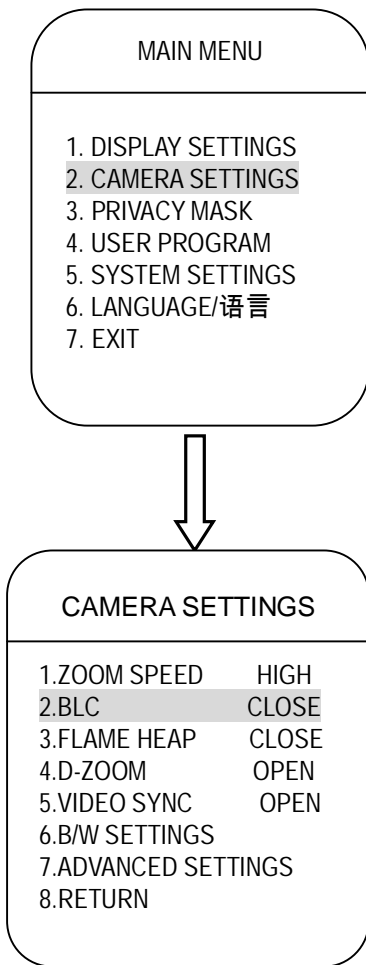 MAIN MENU
1. DISPLAY SETTINGS
2. CAMERA SETTINGS
3. PRIVACY MASK
4. USER PROGRAM
5. SYSTEM SETTINGS
6. LANGUAGE/语言
7. EXIT
CAMERA SETTINGS
1.ZOOM SPEED HIGH
2.BLC CLOSE
3.FLAME HEAP CLOSE
4.D-ZOOM OPEN
5.VIDEO SYNC OPEN
6.B/W SETTINGS
7.ADVANCED SETTINGS
8.RETURN